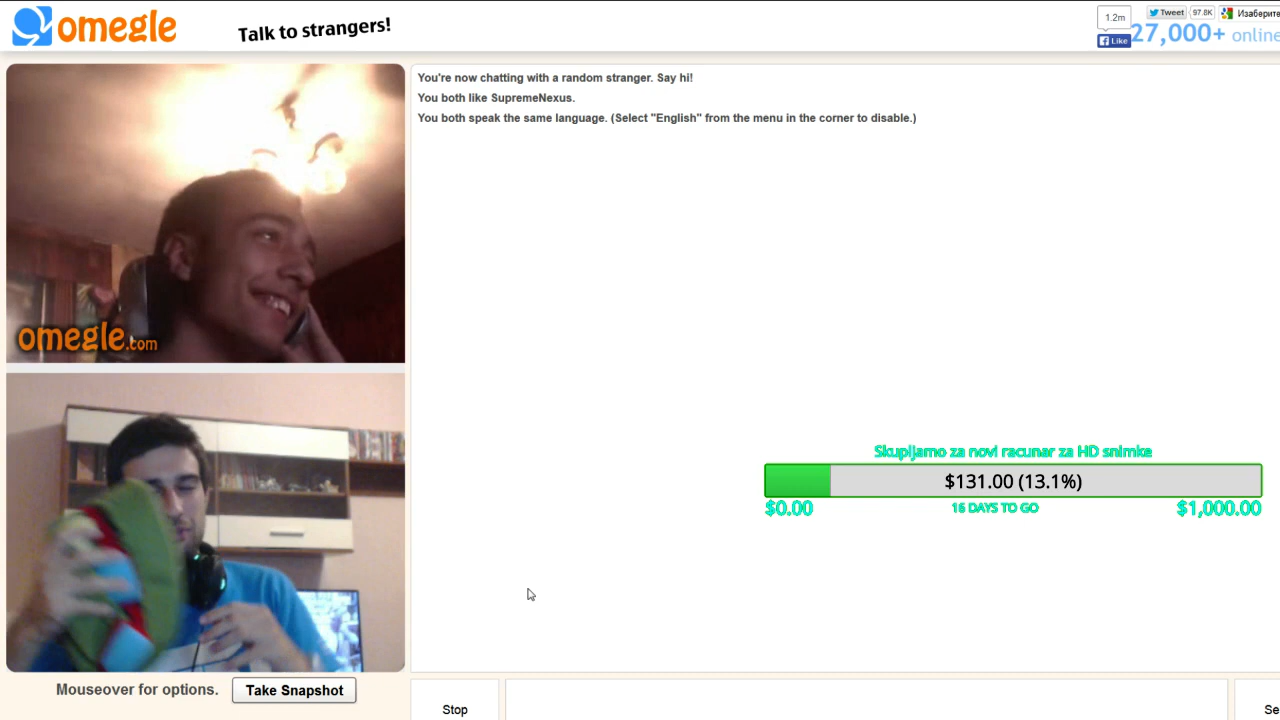 omegle
Talk to strangers!
1.2m
Like
Tweet
97.8K
Изаберите
27,000+ online
You're now chatting with a random stranger. Say hi!
You both like SupremeNexus.
You both speak the same language. (Select "English" from the menu in the corner to disable.)
omegle.com
Skupljamo za novi racunar za HD snimke
$131.00 (13.1%)
$0.00
16 DAYS TO GO
$1,000.00
Mouseover for options.
Take Snapshot
Stop
Se